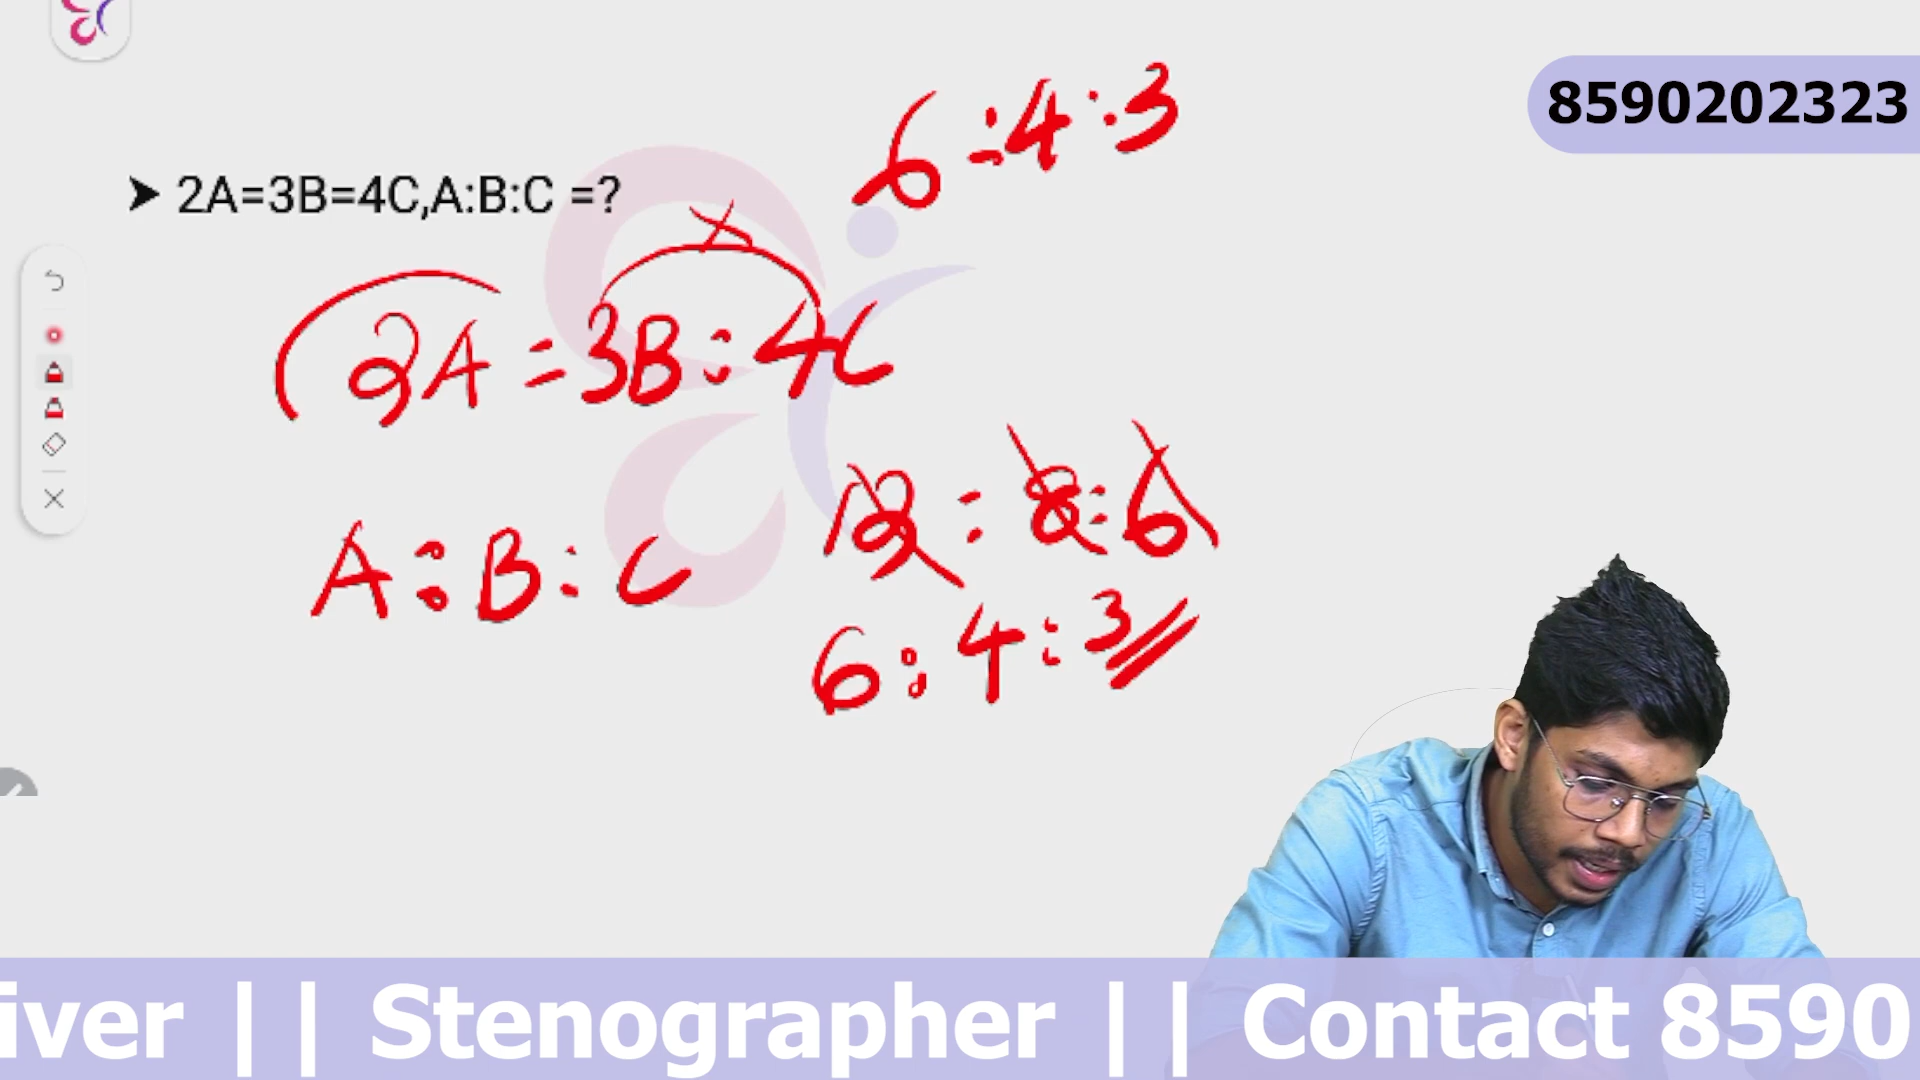 6:4:3
8590202323
➤ 2A=3B=4C,A:B:C =?
x
2A=3B=4C
12:8:6
A:B:C
6:4:3
iver || Stenographer || Contact 8590